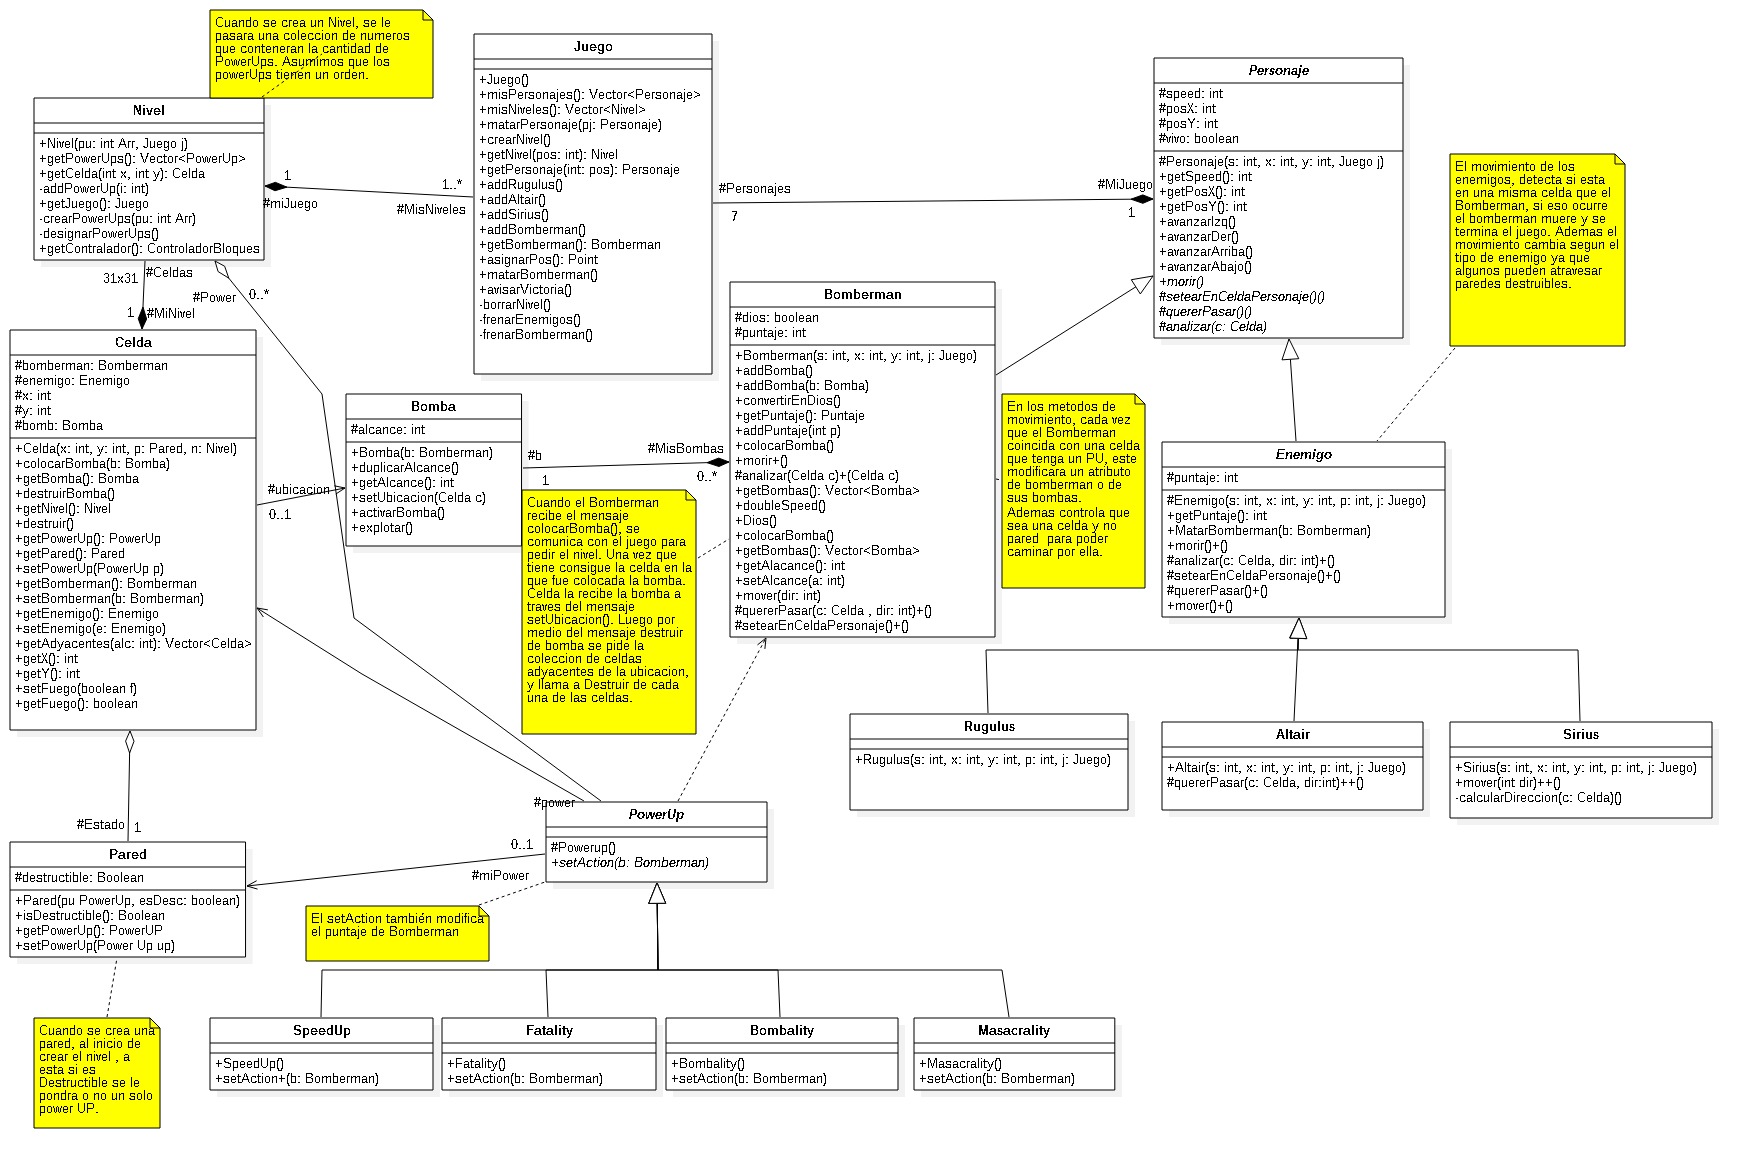 Cuando se crea un Nivel, se le
pasara una coleccion de numeros
que conteneran la cantidad de
PowerUps. Asumimos que los
powerUps tienen un orden.
Nivel
+Nivel(pu: int Arr, Juego j)
+getPowerUps(): Vector<PowerUp>
+getCelda(int x, int y): Celda
-addPowerUp(i: int)
+getJuego(): Juego
-crearPowerUps(pu: int Arr)
-designarPowerUps()
+getContralador(): ControladorBloques
1
#miJuego
1..*
#MisNiveles
Juego
+Juego()
+misPersonajes(): Vector<Personaje>
+misNiveles(): Vector<Nivel>
+matarPersonaje(pj: Personaje)
+crearNivel()
+getNivel(pos: int): Nivel
+getPersonaje(int: pos): Personaje
+addRugulus()
+addAltair()
+addSirius()
+addBomberman()
+getBomberman(): Bomberman
+asignarPos(): Point
+matarBomberman()
+avisarVictoria()
-borrarNivel()
-frenarEnemigos()
-frenarBomberman()
#Personajes
7
#MiJuego
1
Personaje
#speed: int
#posX: int
#posY: int
#vivo: boolean
#Personaje(s: int, x: int, y: int, Juego j)
+getSpeed(): int
+getPosX(): int
+getPosY(): int
+avanzarIzq()
+avanzarDer()
+avanzarArriba()
+avanzarAbajo()
+morir()
#setearEnCeldaPersonaje()()
#quererPasar()()
#analizar(c: Celda)
El movimiento de los
enemigos, detecta si esta
en una misma celda que el
Bomberman, si eso ocurre
el bomberman muere y se
termina el juego. Ademas el
movimiento cambia segun el
tipo de enemigo ya que
algunos pueden atravesar
paredes destruibles.
31x31
#Celdas
#Power
0..*
1
#MiNivel
Celda
#bomberman: Bomberman
#enemigo: Enemigo
#x: int
#y: int
#bomb: Bomba
+Celda(x: int, y: int, p: Pared, n: Nivel)
+colocarBomba(b: Bomba)
+getBomba(): Bomba
+destruirBomba()
+getNivel(): Nivel
+destruir()
+getPowerUp(): PowerUp
+getPared(): Pared
+setPowerUp(PowerUp p)
+getBomberman(): Bomberman
+setBomberman(b: Bomberman)
+getEnemigo(): Enemigo
+setEnemigo(e: Enemigo)
+getAdyacentes(alc: int): Vector<Celda>
+getX(): int
+getY(): int
+setFuego(boolean f)
+getFuego(): boolean
#ubicacion
0..1
Bomba
#alcance: int
+Bomba(b: Bomberman)
+duplicarAlcance()
+getAlcance(): int
+setUbicacion(Celda c)
+activarBomba()
+explotar()
#b
1
#MisBombas
0..*
Bomberman
#dios: boolean
#puntaje: int
+Bomberman(s: int, x: int, y: int, j: Juego)
+addBomba()
+addBomba(b: Bomba)
+convertirEnDios()
+getPuntaje(): Puntaje
+addPuntaje(int p)
+colocarBomba()
+morir+()
#analizar(Celda c)+(Celda c)
+getBombas(): Vector<Bomba>
+doubleSpeed()
+Dios()
+colocarBomba()
+getBombas(): Vector<Bomba>
+getAlacance(): int
+setAlcance(a: int)
+mover(dir: int)
#quererPasar(c: Celda , dir: int)+()
#setearEnCeldaPersonaje()+()
En los metodos de
movimiento, cada vez
que el Bomberman
coincida con una celda
que tenga un PU, este
modificara un atributo
de bomberman o de
sus bombas.
Ademas controla que
sea una celda y no
pared para poder
caminar por ella.
Enemigo
#puntaje: int
#Enemigo(s: int, x: int, y: int, p: int, j: Juego)
+getPuntaje(): int
+MatarBomberman(b: Bomberman)
+morir()+()
#analizar(c: Celda, dir: int)+()
#setearEnCeldaPersonaje()+()
#quererPasar()+()
+mover()+()
Cuando el Bomberman
recibe el mensaje
colocarBomba(), se
comunica con el juego para
pedir el nivel. Una vez que
tiene consigue la celda en la
que fue colocada la bomba.
Celda la recibe la bomba a
traves del mensaje
setUbicacion(). Luego por
medio del mensaje destruir
de bomba se pide la
coleccion de celdas
adyacentes de la ubicacion,
y llama a Destruir de cada
una de las celdas.
Rugulus
+Rugulus(s: int, x: int, y: int, p: int, j: Juego)
Altair
+Altair(s: int, x: int, y: int, p: int, j: Juego)
#quererPasar(c: Celda, dir:int)++()
Sirius
+Sirius(s: int, x: int, y: int, p: int, j: Juego)
+mover(int dir)++()
-calcularDireccion(c: Celda)()
#power
PowerUp
#Powerup()
+setAction(b: Bomberman)
0..1
#miPower
#Estado
1
Pared
#destructible: Boolean
+Pared(pu PowerUp, esDesc: boolean)
+isDestructible(): Boolean
+getPowerUp(): PowerUP
+setPowerUp(Power Up up)
El setAction también modifica
el puntaje de Bomberman
Cuando se crea una
pared, al inicio de
crear el nivel , a
esta si es
Destructible se le
pondra o no un solo
power UP.
SpeedUp
+SpeedUp()
+setAction+(b: Bomberman)
Fatality
+Fatality()
+setAction(b: Bomberman)
Bombality
+Bombality()
+setAction(b: Bomberman)
Masacrality
+Masacrality()
+setAction(b: Bomberman)